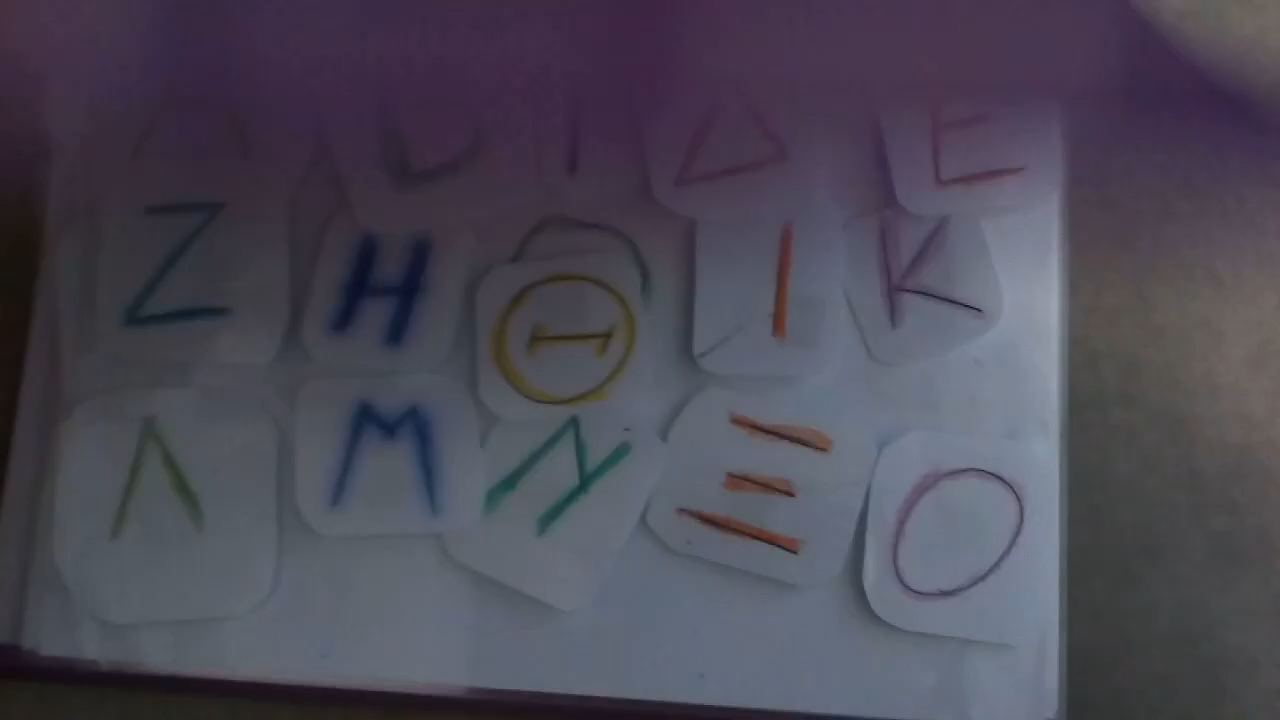 Δ Ε
Ζ Η Θ Ι Κ
Λ Μ Ν Ξ Ο